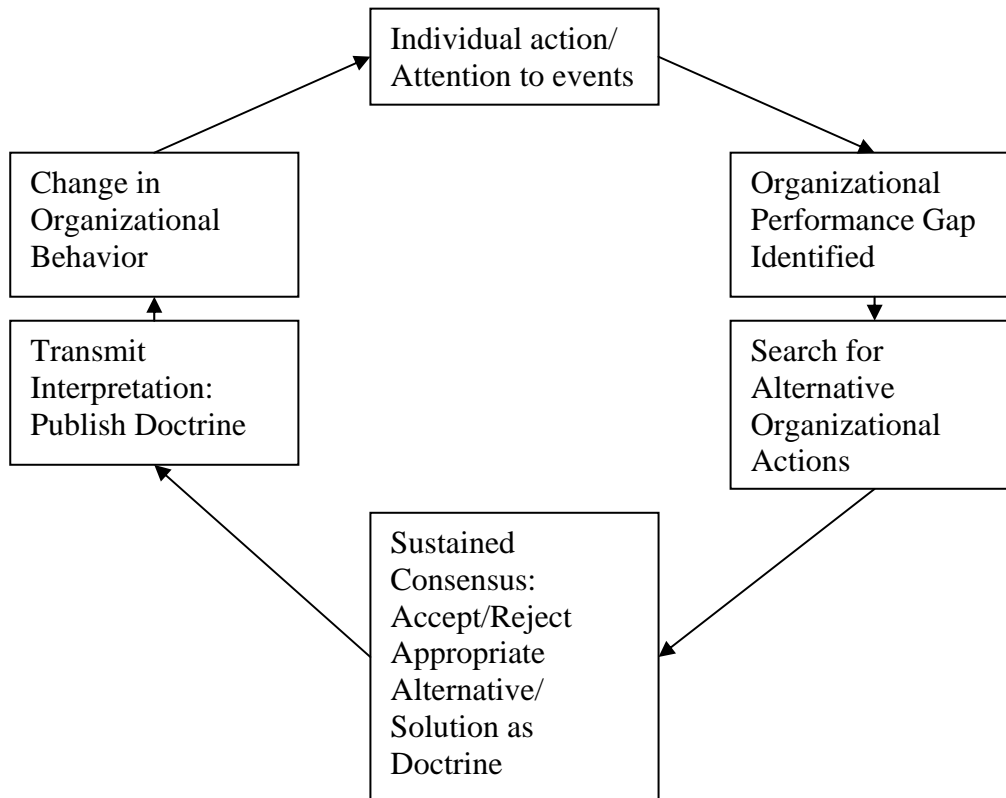 Individual action/
Attention to events
Organizational
Performance Gap
Identified
Search for
Alternative
Organizational
Actions
Sustained
Consensus:
Accept/Reject
Appropriate
Alternative/
Solution as
Doctrine
Transmit
Interpretation:
Publish Doctrine
Change in
Organizational
Behavior